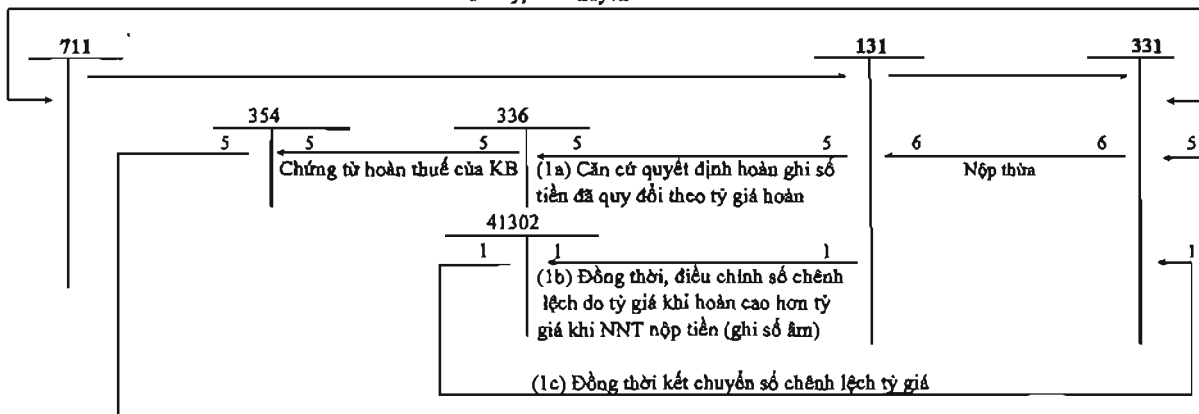 711
131 331
354 336
5 5 5 5 5 6 6 5
Chứng từ hoàn thuế của KB
(1a) Căn cứ quyết định hoàn ghi số
tiền đã quy đổi theo tỷ giá hoàn
Nộp thừa
41302
1 1 1 1
(1b) Đồng thời, điều chỉnh số chênh
lệch do tỷ giá khi hoàn cao hơn tỷ
giá khi NNT nộp tiền (ghi số âm)
(1c) Đồng thời kết chuyển số chênh lệch tỷ giá